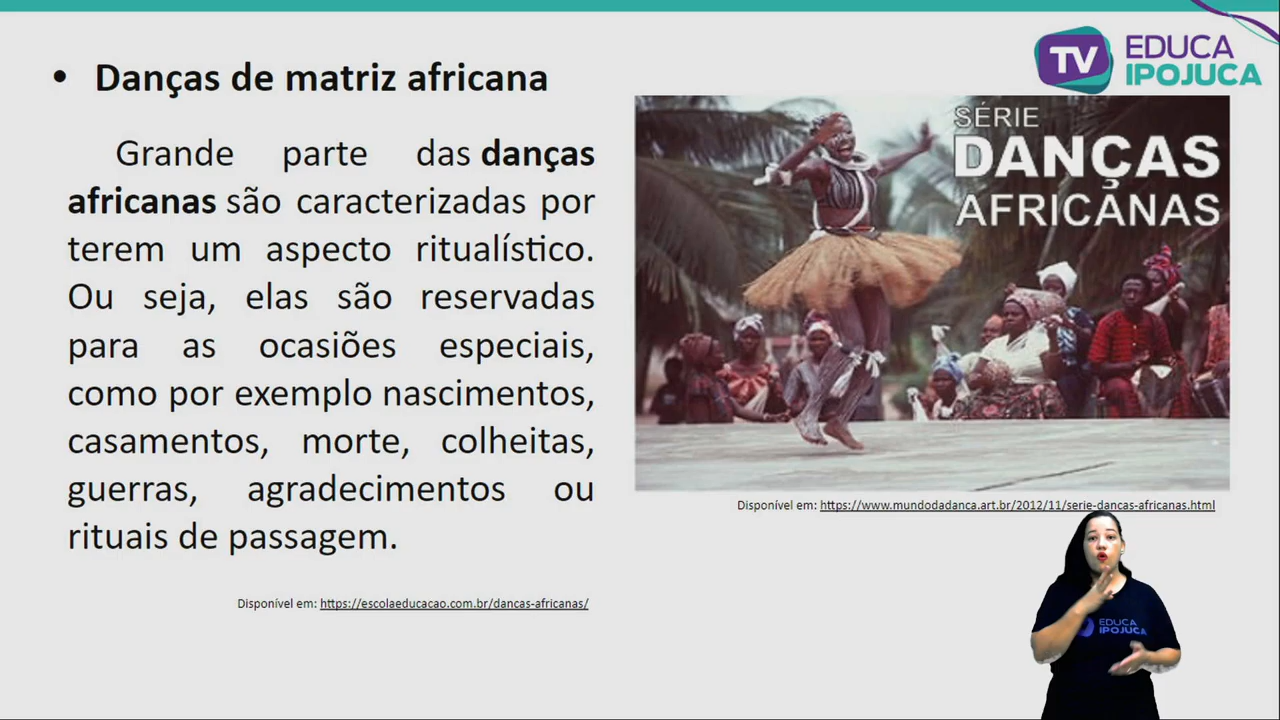 TV EDUCA
IPOJUCA
• Danças de matriz africana
Grande parte das danças
africanas são caracterizadas por
terem um aspecto ritualístico.
Ou seja, elas são reservadas
para as ocasiões especiais,
como por exemplo nascimentos,
casamentos, morte, colheitas,
guerras, agradecimentos ou
rituais de passagem.
Disponível em: https://escolaeducacao.com.br/dancas-africanas/
SÉRIE
DANÇAS
AFRICANAS
Disponível em: https://www.mundodadanca.art.br/2012/11/serie-dancas-africanas.html
EDUCA
IPOJUCA